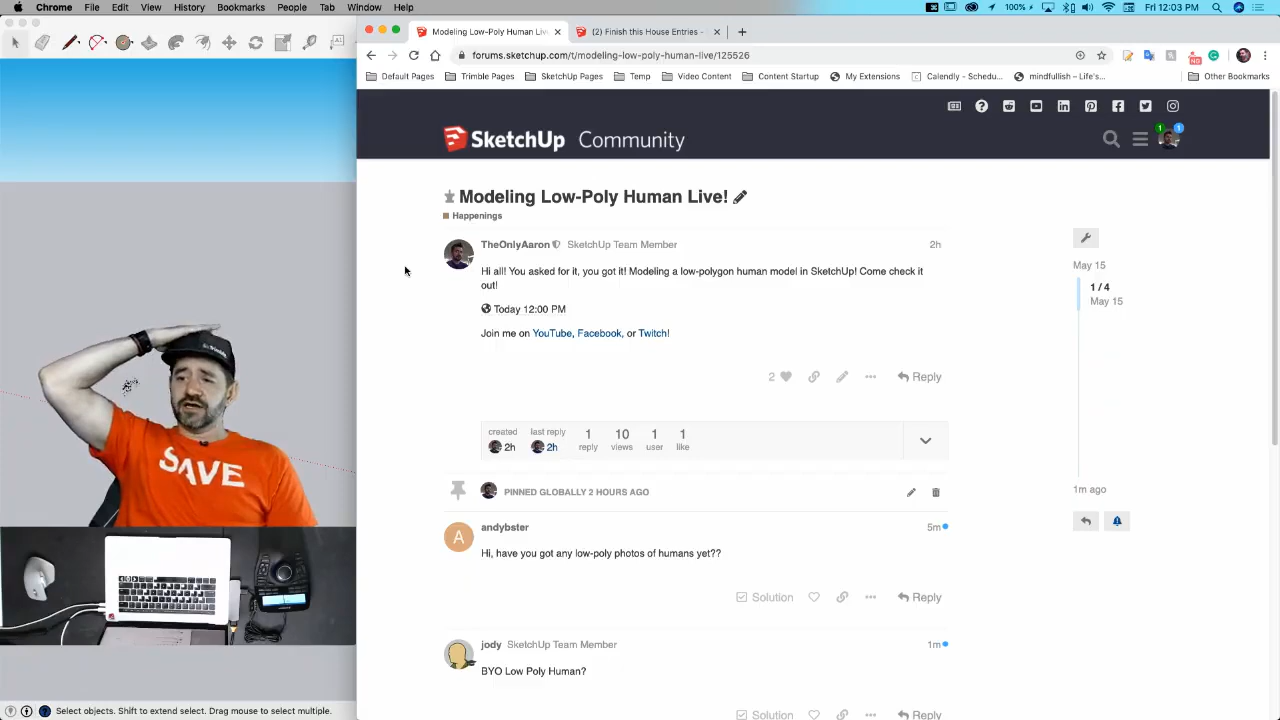 Chrome File Edit View History Bookmarks People Tab Window Help
100% Fri 12:03 PM
Modeling Low-Poly Human Liv
(2) Finish this House Entries -
forums.sketchup.com/t/modeling-low-poly-human-live/125526
Default Pages Trimble Pages SketchUp Pages Temp Video Content Content Startup My Extensions Calendly - Schedu... mindfullish – Life's... Other Bookmarks
SketchUp Community
1 1
Modeling Low-Poly Human Live!
Happenings
TheOnlyAaron SketchUp Team Member 2h
Hi all! You asked for it, you got it! Modeling a low-polygon human model in SketchUp! Come check it
out!
Today 12:00 PM
Join me on YouTube, Facebook, or Twitch!
2 Reply
created last reply 1 10 1 1
2h 2h reply views user like
PINNED GLOBALLY 2 HOURS AGO
A andybster 5m
Hi, have you got any low-poly photos of humans yet??
Solution Reply
jody SketchUp Team Member 1m
BYO Low Poly Human?
Solution Reply
May 15
1 / 4
May 15
1m ago
SAVE
Select objects. Shift to extend select. Drag mouse to select multiple.